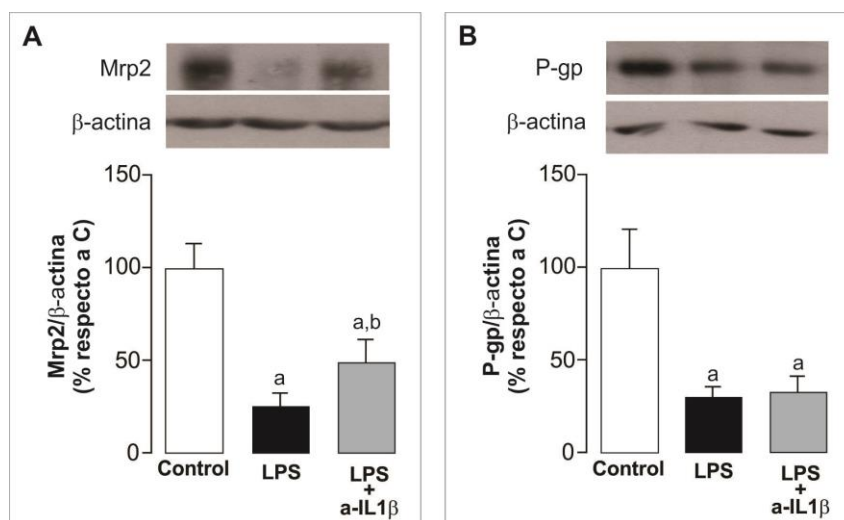 A
Mrp2
β-actina
Mrp2/β-actina
(% respecto a C)
150
100
50
0
a
a,b
Control
LPS
LPS
+
a-IL1β
B
P-gp
β-actina
P-gp/β-actina
(% respecto a C)
150
100
50
0
a
a
Control
LPS
LPS
+
a-IL1β